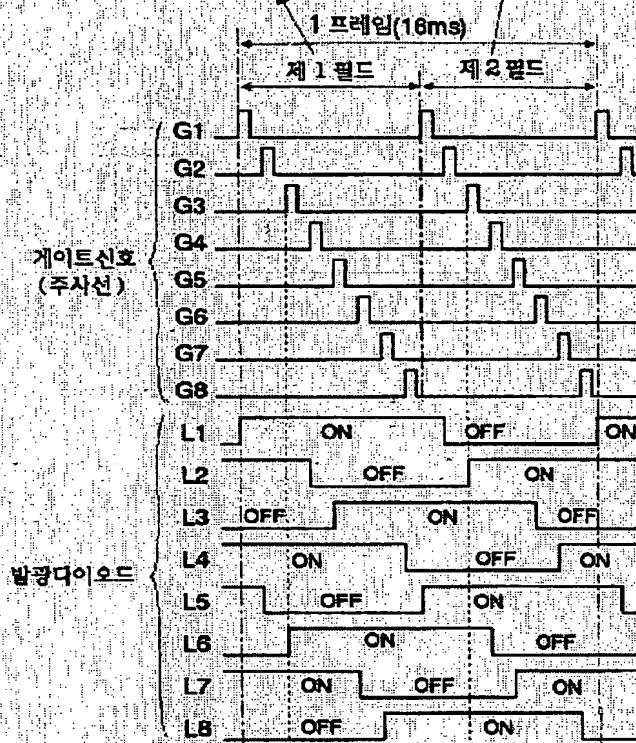 1 프레임(16ms)
제 1 필드 제 2 필드
G1
G2
G3
G4
게이트신호
(주사선)
G5
G6
G7
G8
L1 ON OFF ON
L2 OFF ON
L3 OFF ON OFF
L4 ON OFF ON
발광다이오드
L5 OFF ON
L6 ON OFF
L7 ON OFF ON
L8 OFF ON